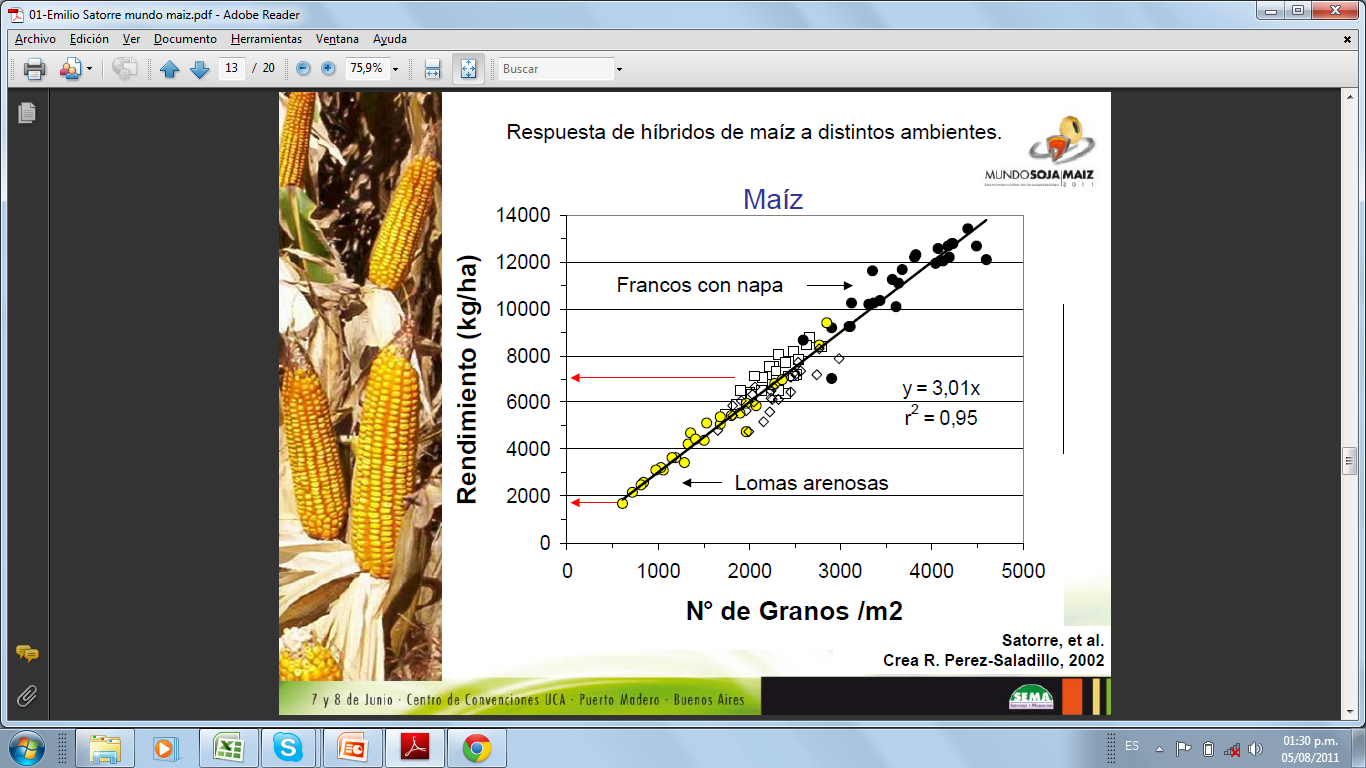 01-Emilio Satorre mundo maiz.pdf - Adobe Reader
Archivo Edición Ver Documento Herramientas Ventana Ayuda
13 / 20 75,9% Buscar
Respuesta de híbridos de maíz a distintos ambientes.
MUNDOSOJA|MAIZ
2011
Maíz
Rendimiento (kg/ha)
14000
12000
10000
8000
6000
4000
2000
0
Francos con napa
y = 3,01x
r2 = 0,95
Lomas arenosas
0 1000 2000 3000 4000 5000
N° de Granos /m2
Satorre, et al.
Crea R. Perez-Saladillo, 2002
7 y 8 de Junio · Centro de Convenciones UCA · Puerto Madero · Buenos Aires
SEMA
ES
01:30 p.m.
05/08/2011